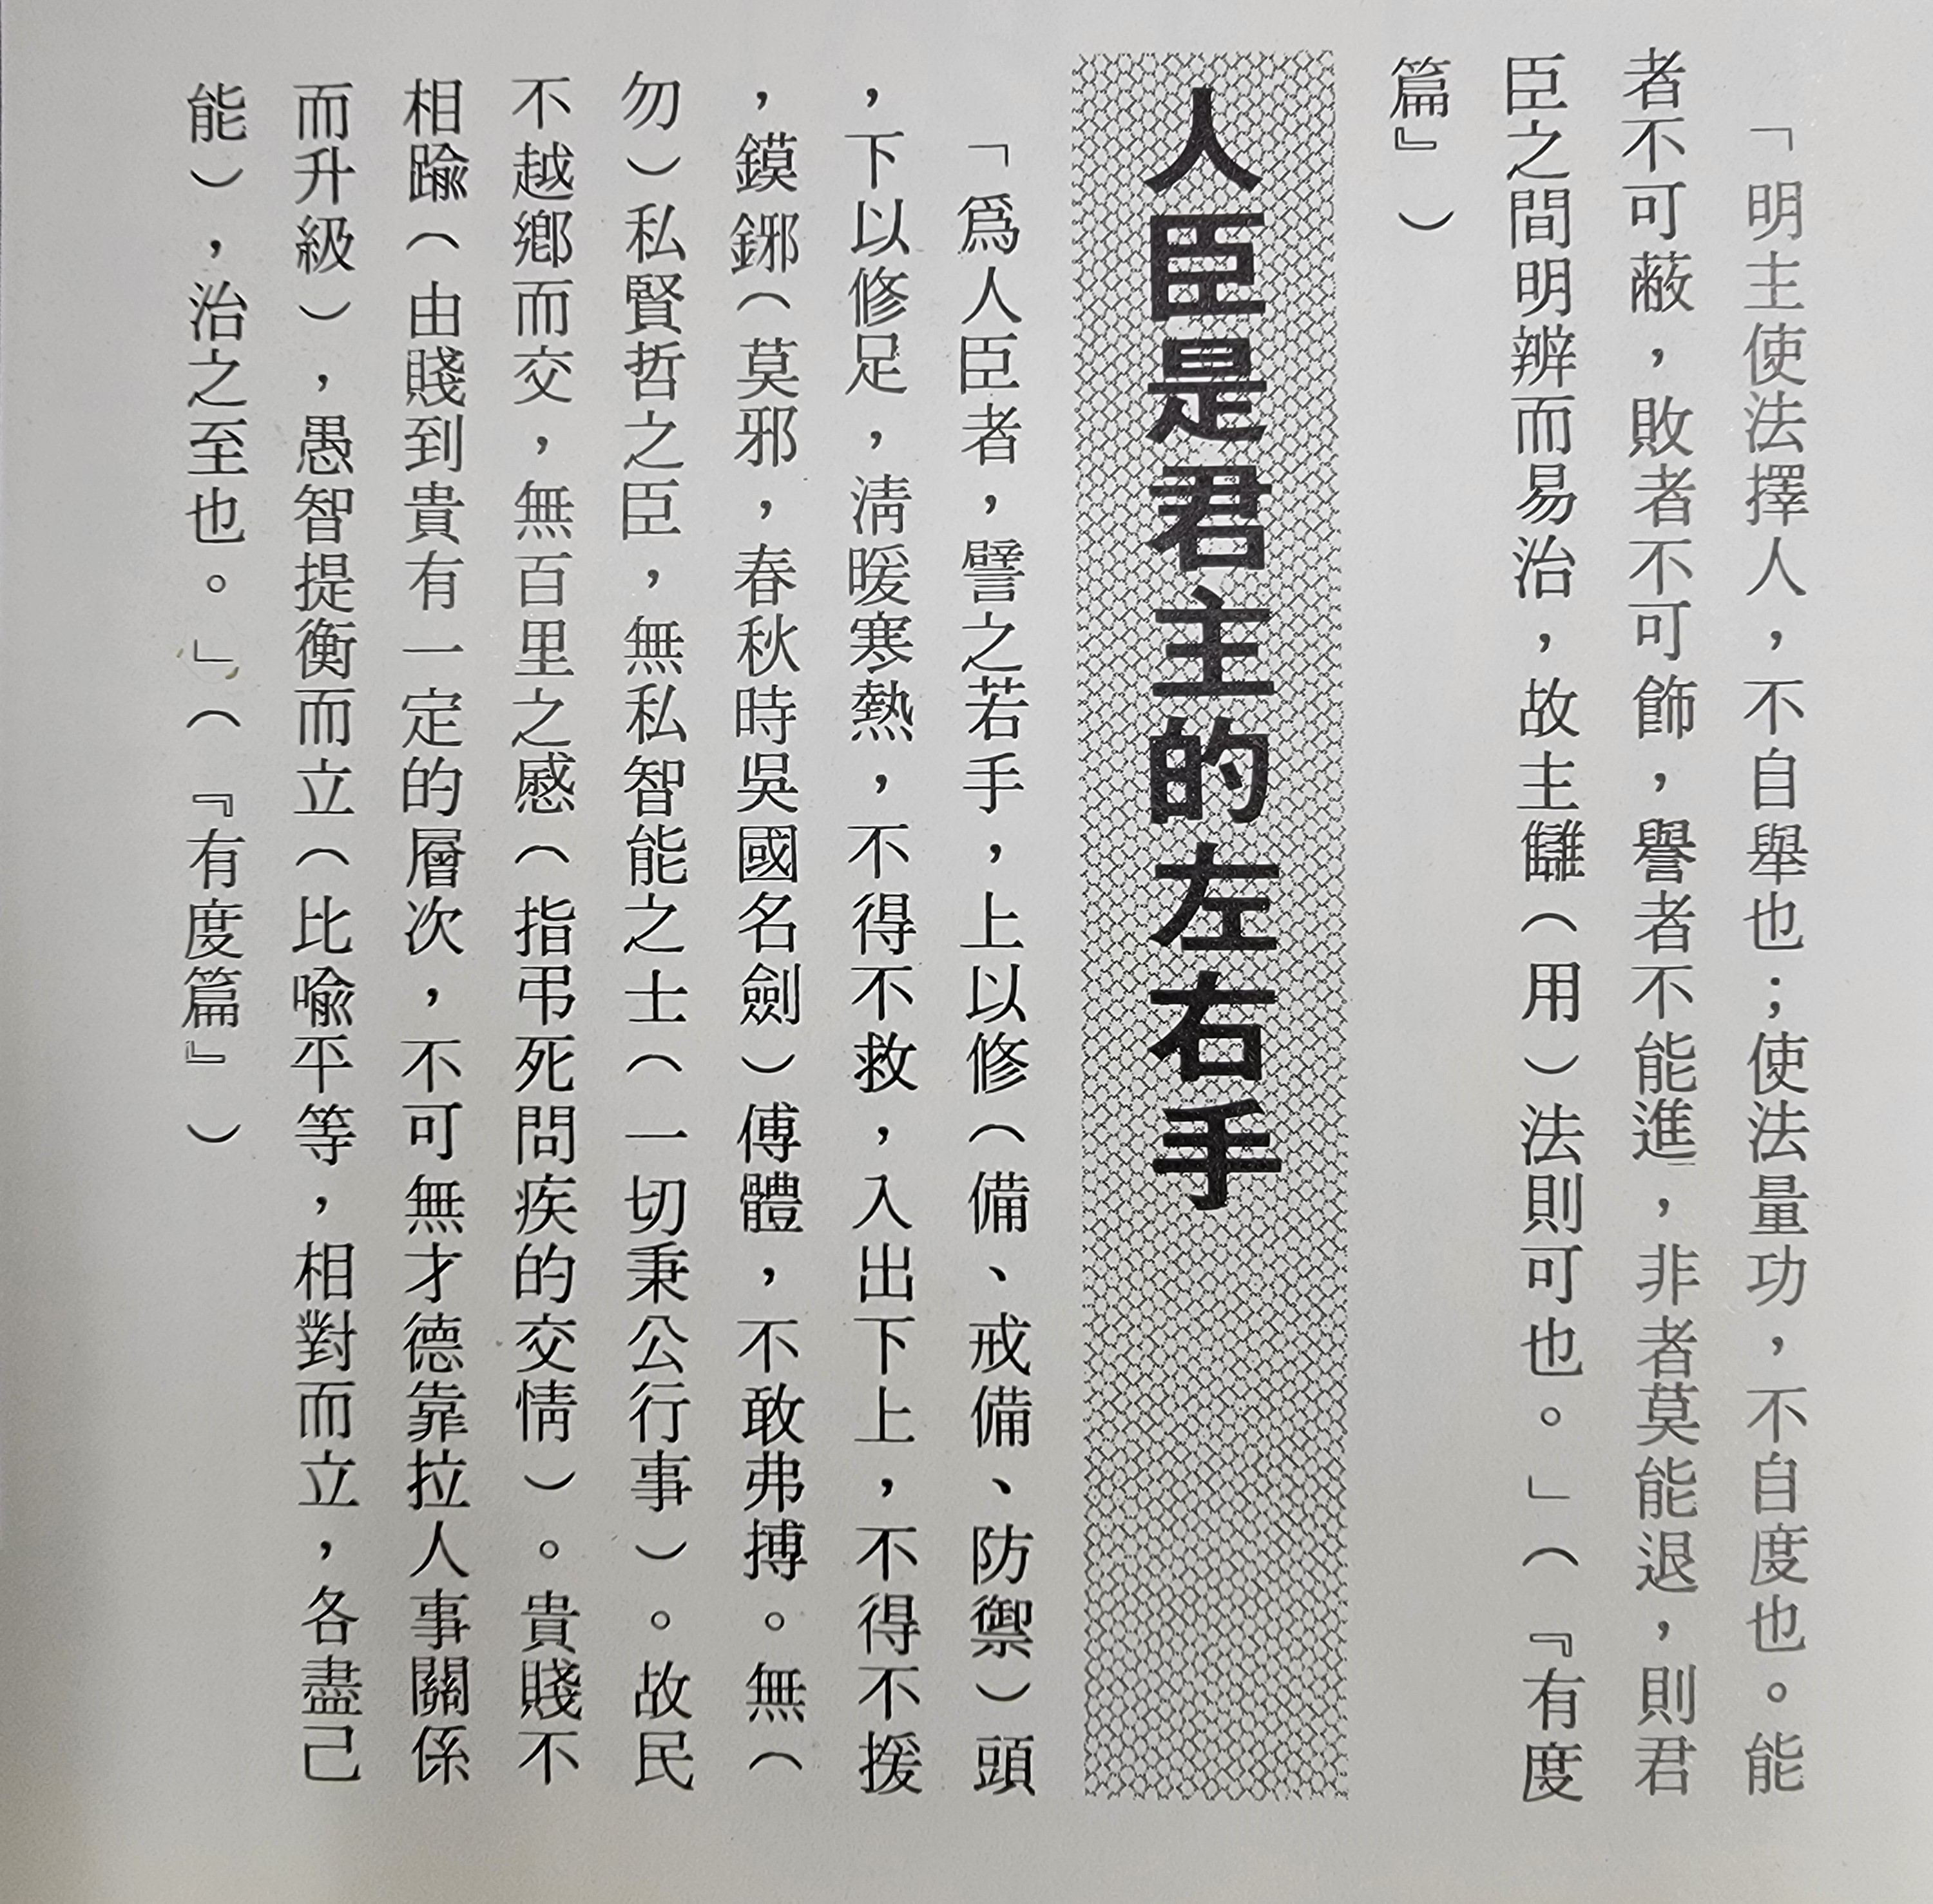 「明主使法擇人，不自舉也；使法量功，不自度也。能
者不可蔽，敗者不可飾，譽者不能進，非者莫能退，則君
臣之間明辨而易治，故主讎（用）法則可也。」（『有度
篇』）
人臣是君主的左右手
「爲人臣者，譬之若手，上以修（備、戒備、防禦）頭
，下以修足，淸暖寒熱，不得不救，入出下上，不得不援
，鏌鋣（莫邪，春秋時吳國名劍）傅體，不敢弗搏。無（
勿）私賢哲之臣，無私智能之士（一切秉公行事）。故民
不越鄕而交，無百里之慼（指弔死問疾的交情）。貴賤不
相踰（由賤到貴有一定的層次，不可無才德靠拉人事關係
而升級），愚智提衡而立（比喩平等，相對而立，各盡己
能），治之至也。」（『有度篇』）